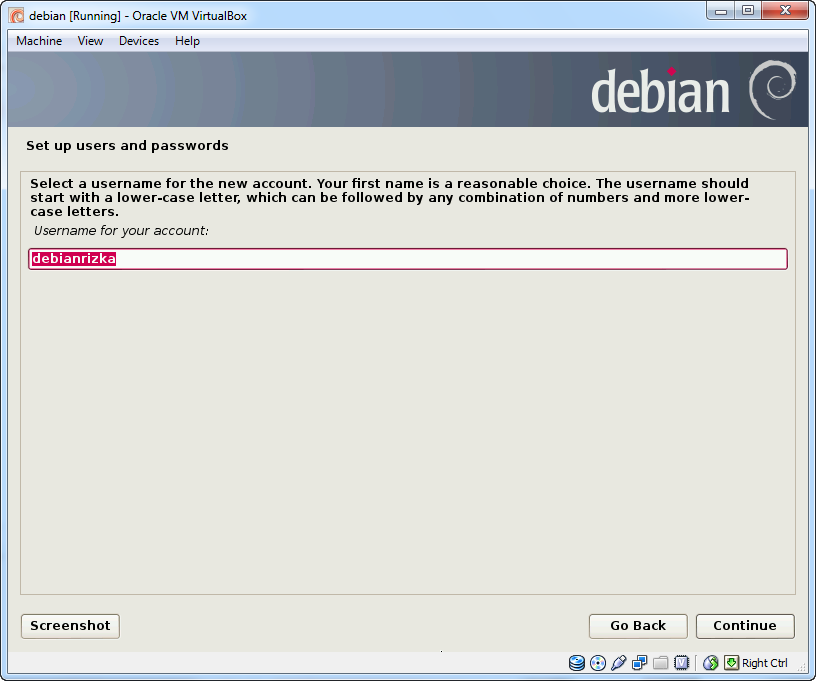 debian [Running] - Oracle VM VirtualBox
Machine View Devices Help
debian
Set up users and passwords
Select a username for the new account. Your first name is a reasonable choice. The username should
start with a lower-case letter, which can be followed by any combination of numbers and more lower-
case letters.
Username for your account:
debianrizka
Screenshot Go Back Continue
Right Ctrl